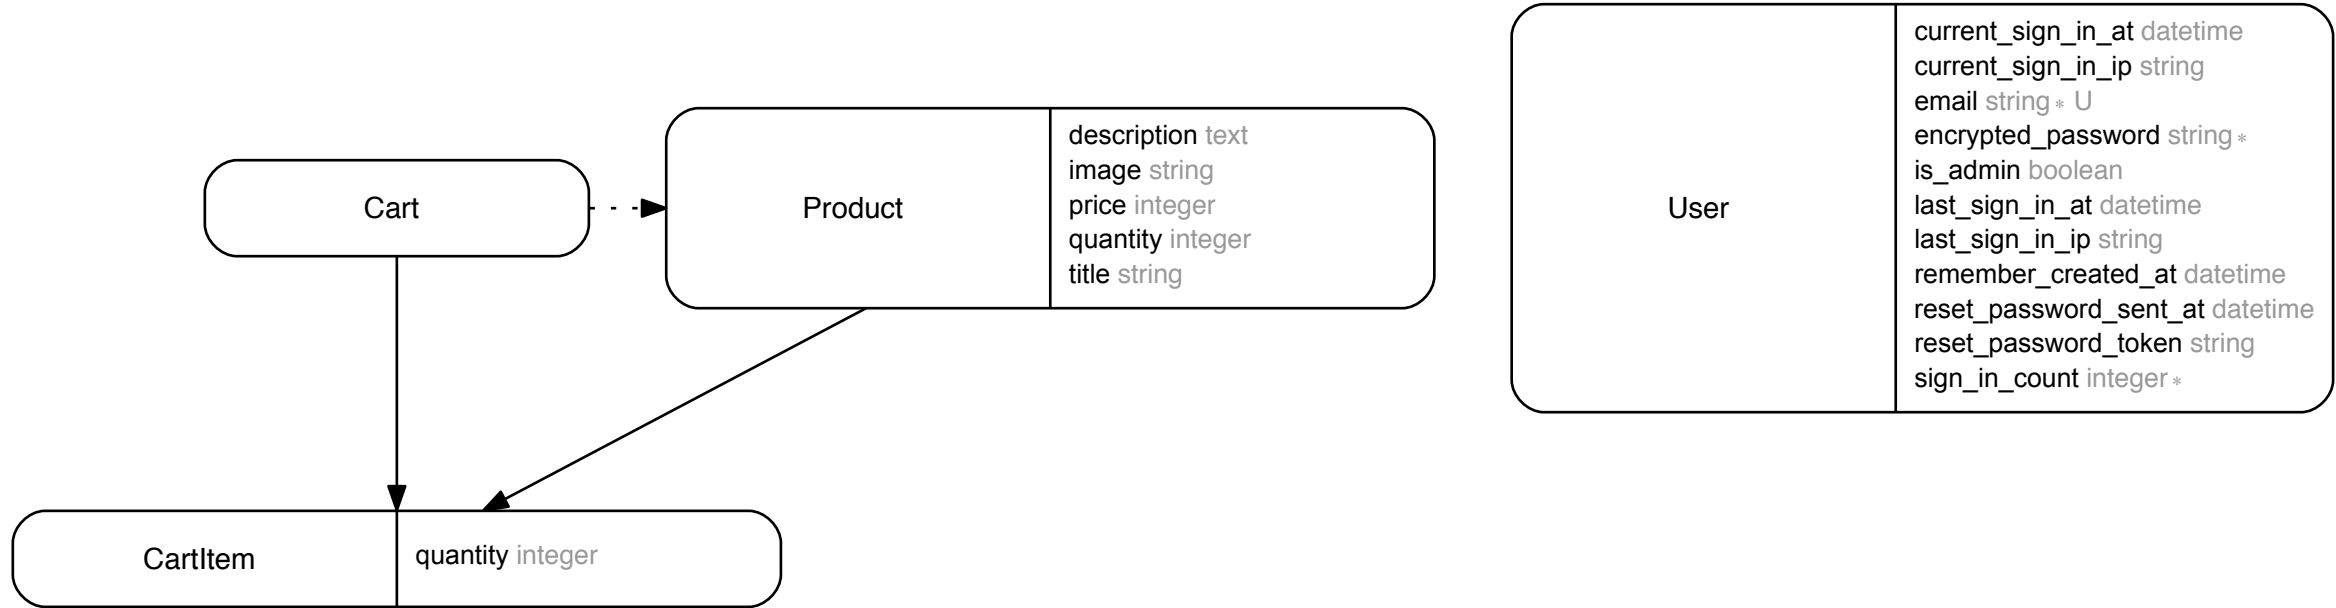 Cart
Product
description text
image string
price integer
quantity integer
title string
User
current_sign_in_at datetime
current_sign_in_ip string
email string * U
encrypted_password string *
is_admin boolean
last_sign_in_at datetime
last_sign_in_ip string
remember_created_at datetime
reset_password_sent_at datetime
reset_password_token string
sign_in_count integer *
CartItem
quantity integer